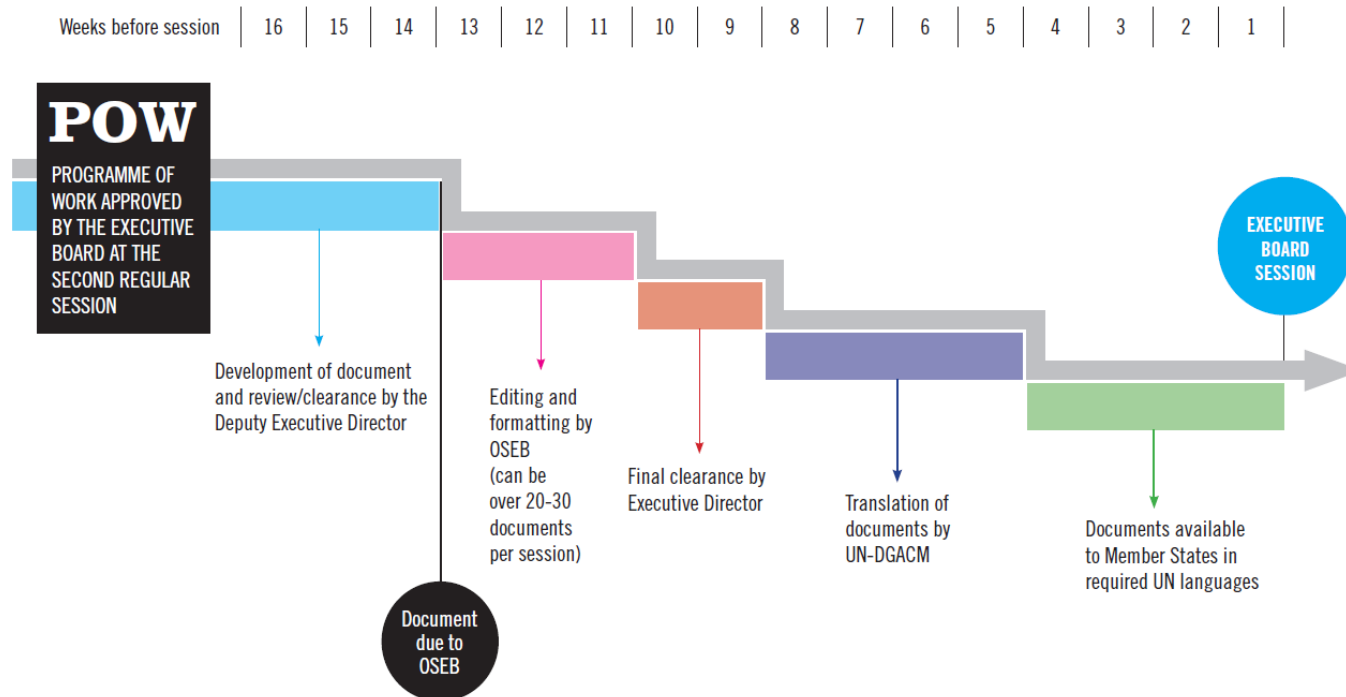 Weeks before session 16 15 14 13 12 11 10 9 8 7 6 5 4 3 2 1
POW
PROGRAMME OF
WORK APPROVED
BY THE EXECUTIVE
BOARD AT THE
SECOND REGULAR
SESSION
EXECUTIVE
BOARD
SESSION
Development of document
and review/clearance by the
Deputy Executive Director
Editing and
formatting by
OSEB
(can be
over 20-30
documents
per session)
Final clearance by
Executive Director
Translation of
documents by
UN-DGACM
Documents available
to Member States in
required UN languages
Document
due to
OSEB